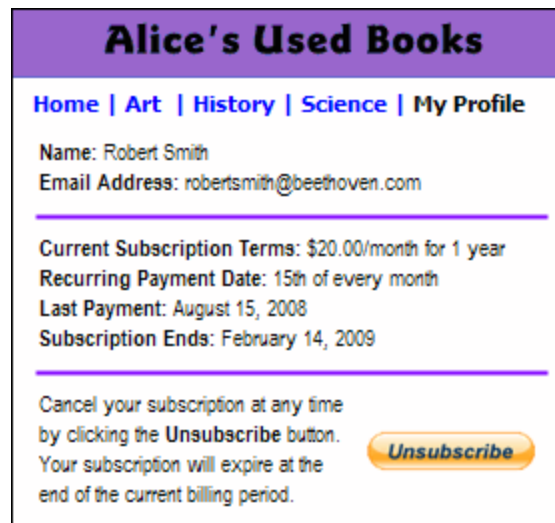 Alice's Used Books
Home | Art | History | Science | My Profile
Name: Robert Smith
Email Address: robertsmith@beethoven.com
Current Subscription Terms: $20.00/month for 1 year
Recurring Payment Date: 15th of every month
Last Payment: August 15, 2008
Subscription Ends: February 14, 2009
Cancel your subscription at any time
by clicking the Unsubscribe button.
Your subscription will expire at the
end of the current billing period.
Unsubscribe